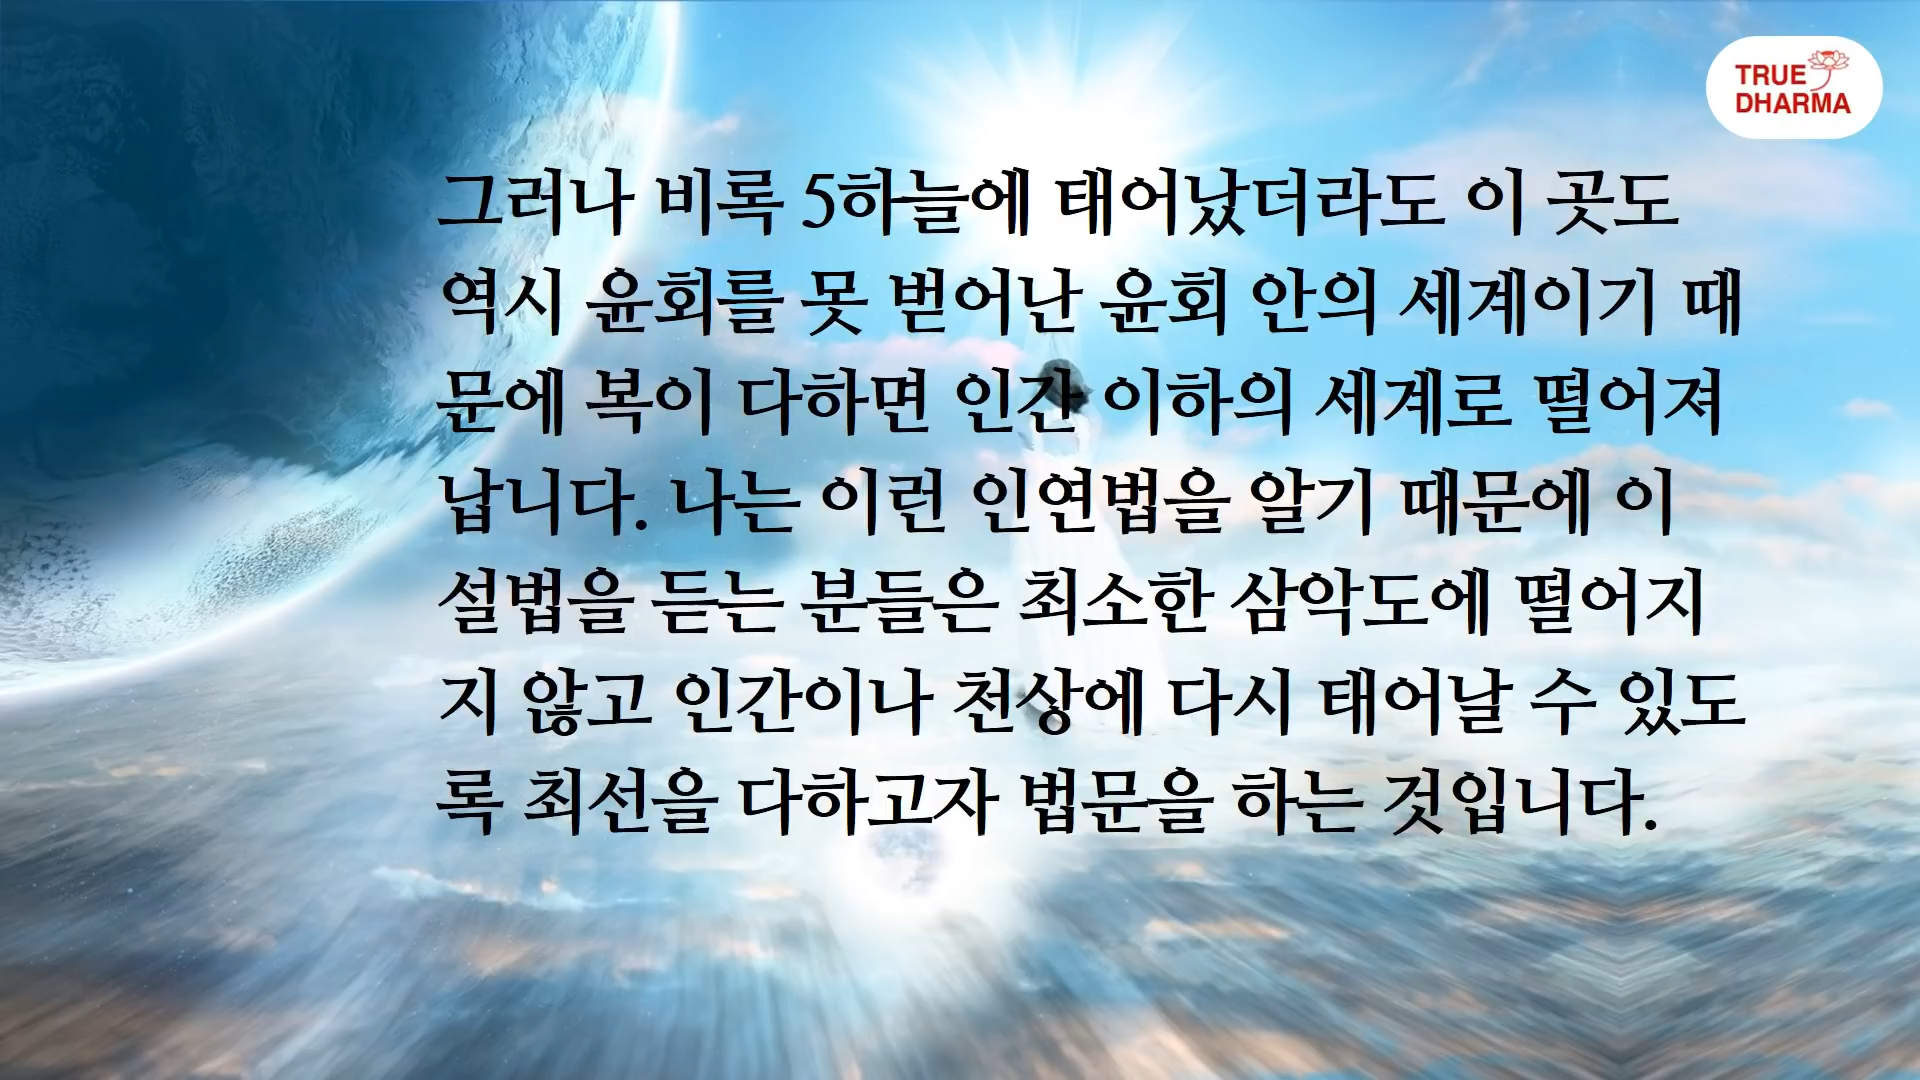 TRUE
DHARMA
그러나 비록 5하늘에 태어났더라도 이 곳도
역시 윤회를 못 벋어난 윤회 안의 세계이기 때
문에 복이 다하면 인간 이하의 세계로 떨어져
납니다. 나는 이런 인연법을 알기 때문에 이
설법을 듣는 분들은 최소한 삼악도에 떨어지
지 않고 인간이나 천상에 다시 태어날 수 있도
록 최선을 다하고자 법문을 하는 것입니다.